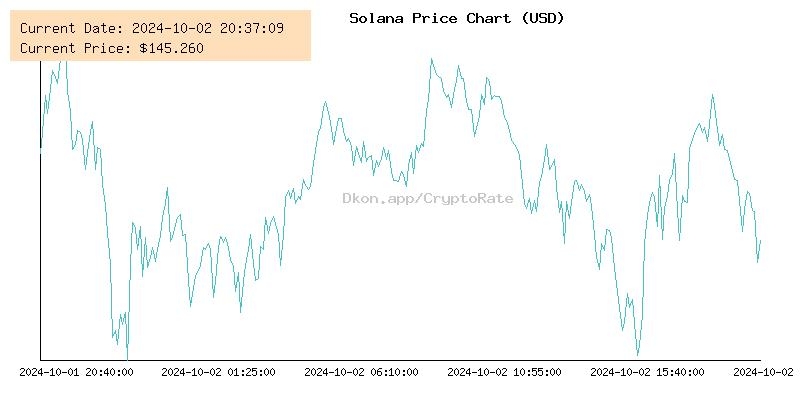 Solana Price Chart (USD)
Current Date: 2024-10-02 20:37:09
Current Price: $145.260
Dkon.app/CryptoRate
2024-10-01 20:40:00 2024-10-02 01:25:00 2024-10-02 06:10:00 2024-10-02 10:55:00 2024-10-02 15:40:00 2024-10-02